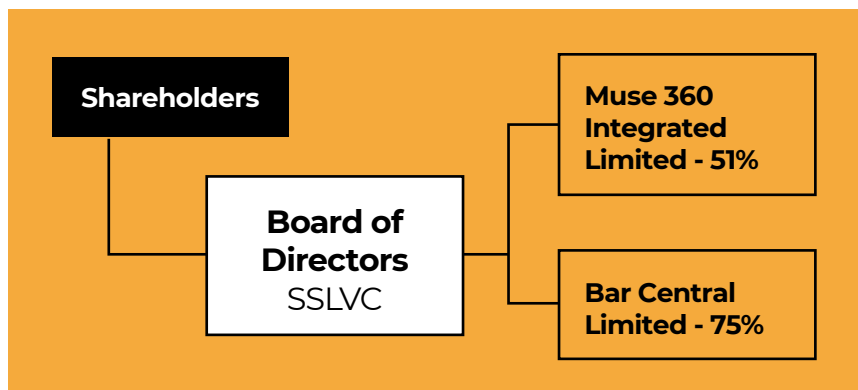 Shareholders
Board of
Directors
SSLVC
Muse 360
Integrated
Limited - 51%
Bar Central
Limited - 75%